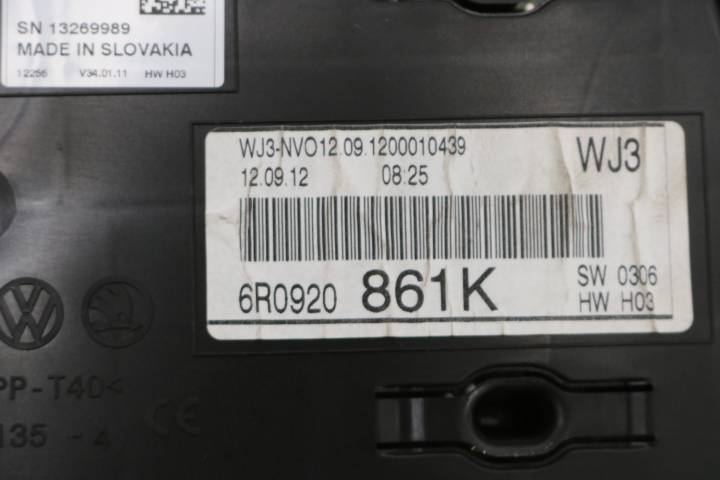 SN 13269989
MADE IN SLOVAKIA
12256 V34.01.11 HW H03
WJ3-NVO12.09.1200010439
WJ3
12.09.12 08:25
6R0920 861K
SW 0306
HW H03
PP-T40<
135 - 4
CE